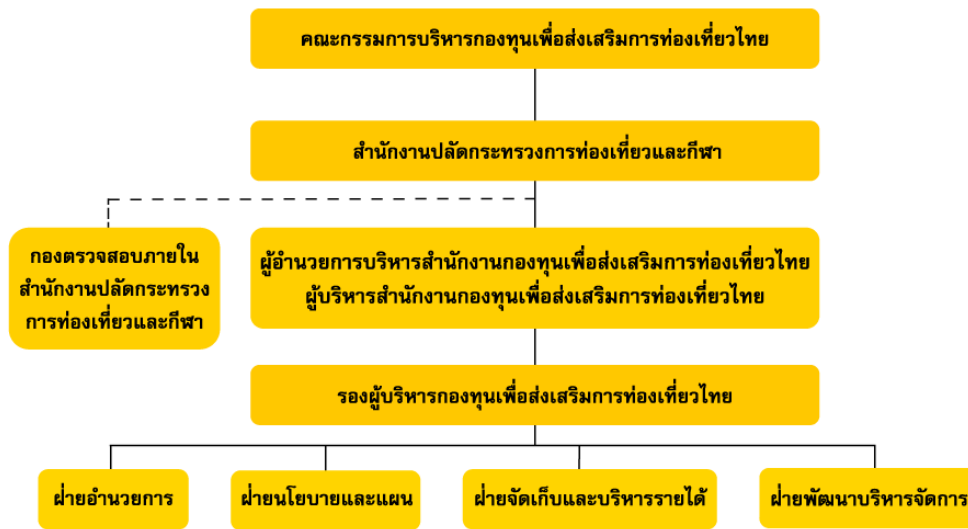 คณะกรรมการบริหารกองทุนเพื่อส่งเสริมการท่องเที่ยวไทย
สำนักงานปลัดกระทรวงการท่องเที่ยวและกีฬา
กองตรวจสอบภายใน
สำนักงานปลัดกระทรวง
การท่องเที่ยวและกีฬา
ผู้อำนวยการบริหารสำนักงานกองทุนเพื่อส่งเสริมการท่องเที่ยวไทย
ผู้บริหารสำนักงานกองทุนเพื่อส่งเสริมการท่องเที่ยวไทย
รองผู้บริหารกองทุนเพื่อส่งเสริมการท่องเที่ยวไทย
ฝ่ายอำนวยการ
ฝ่ายนโยบายและแผน
ฝ่ายจัดเก็บและบริหารรายได้
ฝ่ายพัฒนาบริหารจัดการ